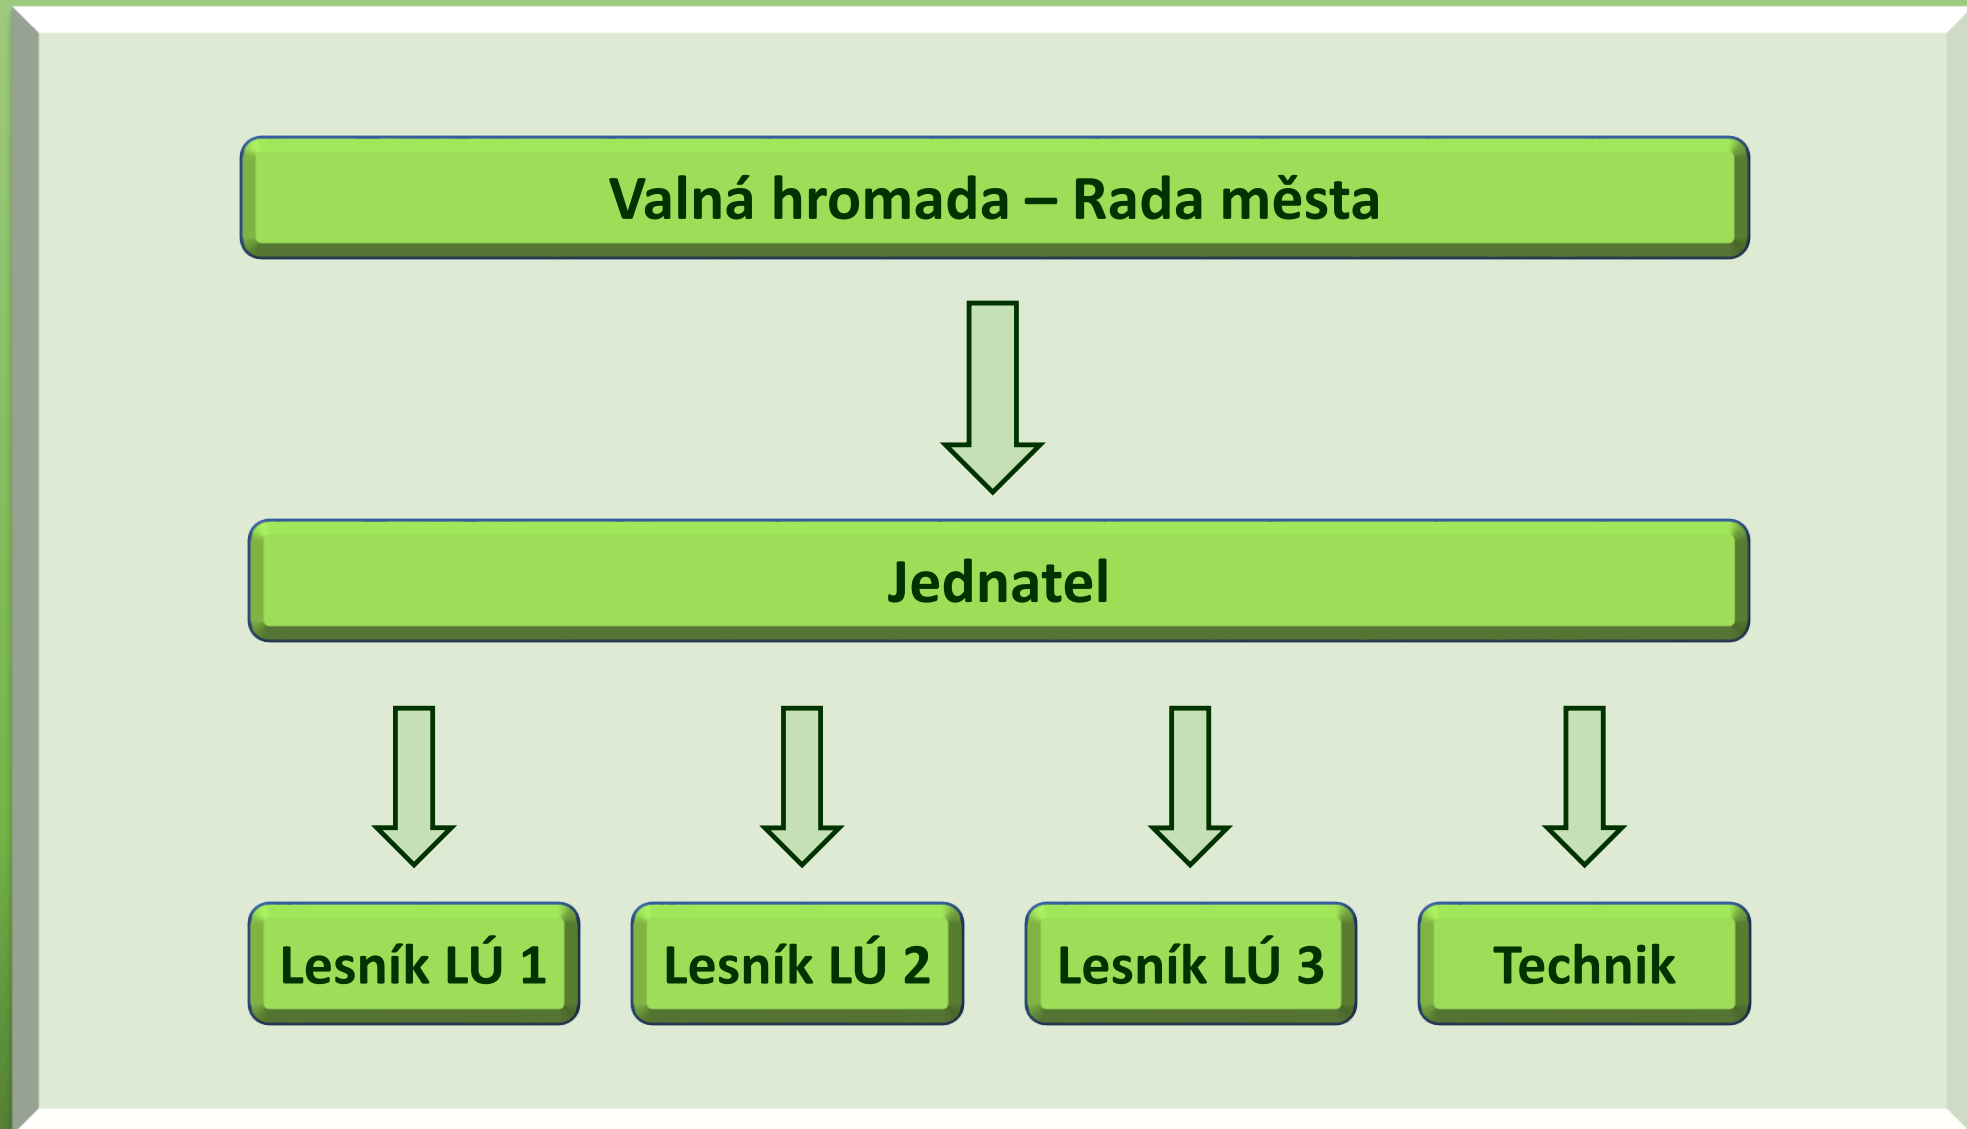 Valná hromada – Rada města
Jednatel
Lesník LÚ 1
Lesník LÚ 2
Lesník LÚ 3
Technik